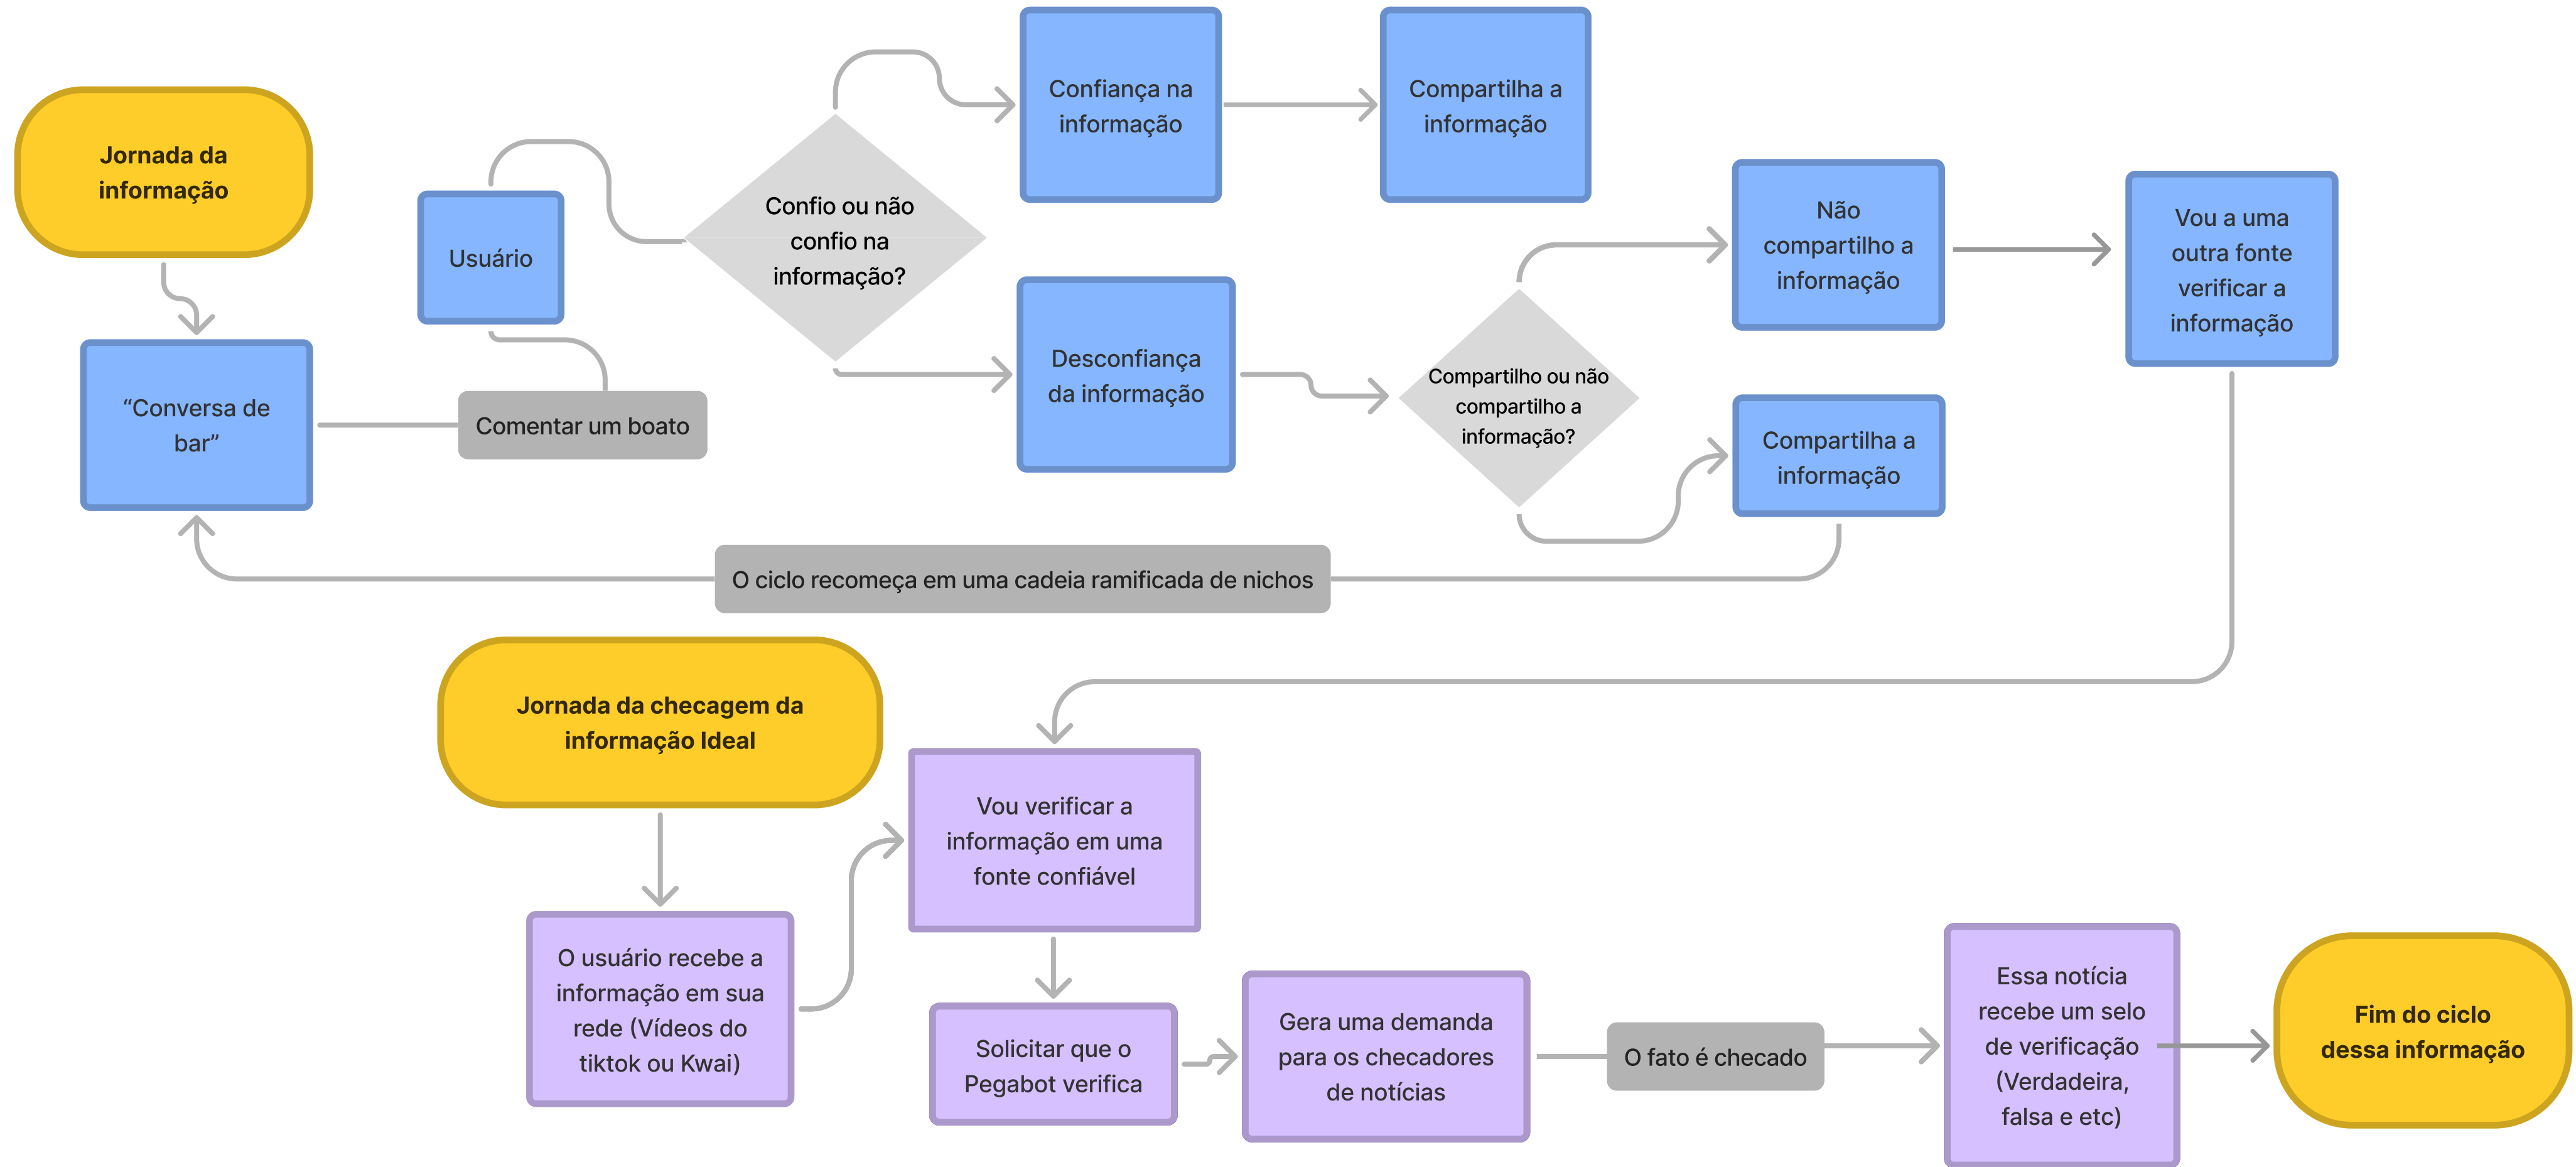 Jornada da
informação
“Conversa de
bar”
Comentar um boato
Usuário
Confio ou não
confio na
informação?
Confiança na
informação
Compartilha a
informação
Desconfiança
da informação
Compartilho ou não
compartilho a
informação?
Não
compartilho a
informação
Vou a uma
outra fonte
verificar a
informação
Compartilha a
informação
O ciclo recomeça em uma cadeia ramificada de nichos
Jornada da checagem da
informação Ideal
O usuário recebe a
informação em sua
rede (Vídeos do
tiktok ou Kwai)
Vou verificar a
informação em uma
fonte confiável
Solicitar que o
Pegabot verifica
Gera uma demanda
para os checadores
de notícias
O fato é checado
Essa notícia
recebe um selo
de verificação
(Verdadeira,
falsa e etc)
Fim do ciclo
dessa informação